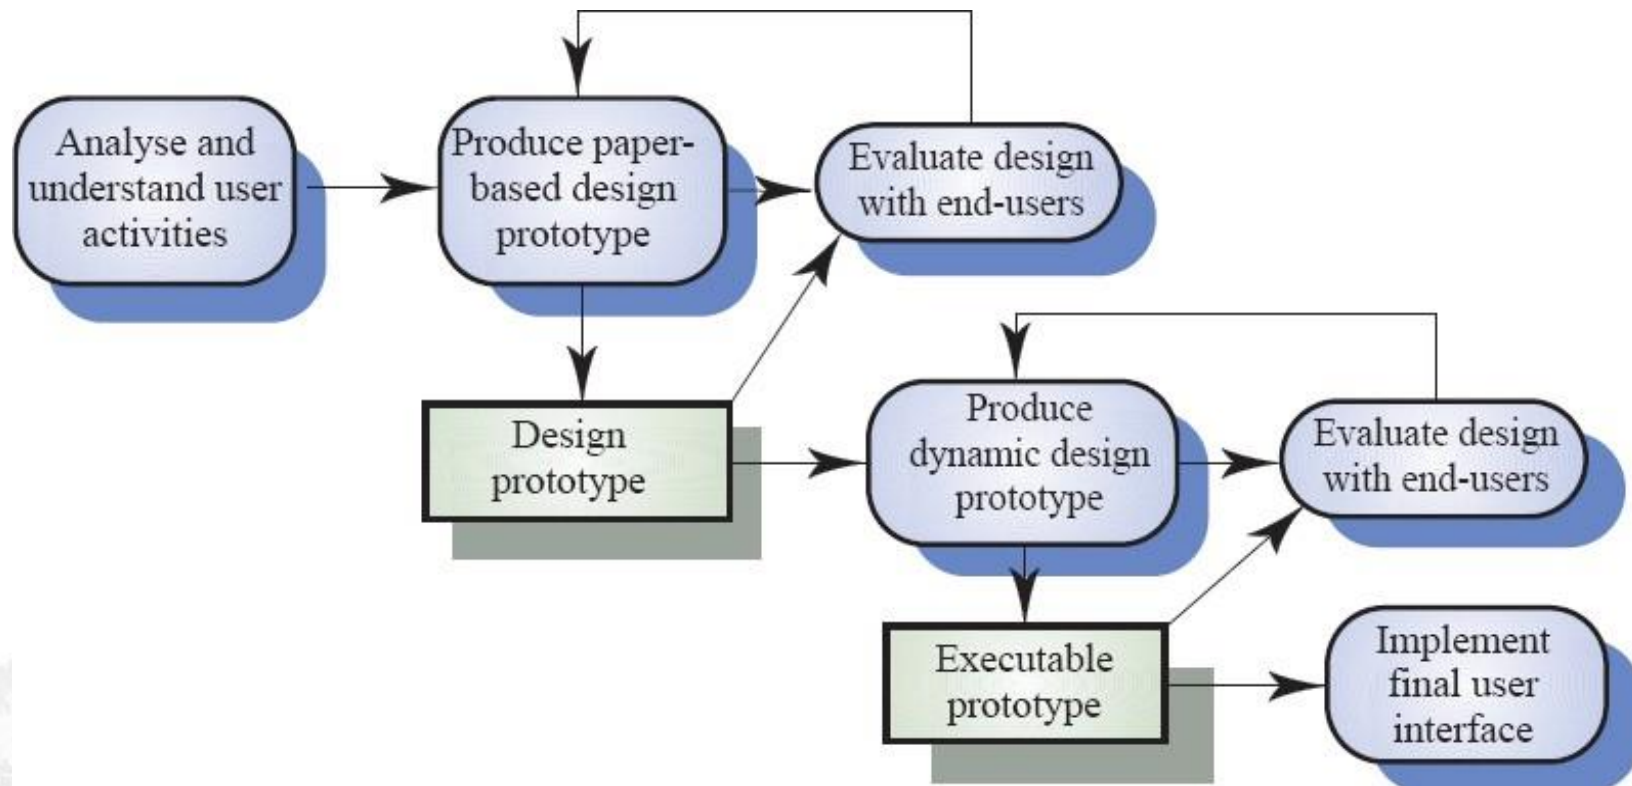 Analyse and
understand user
activities
Produce paper-
based design
prototype
Evaluate design
with end-users
Design
prototype
Produce
dynamic design
prototype
Evaluate design
with end-users
Executable
prototype
Implement
final user
interface